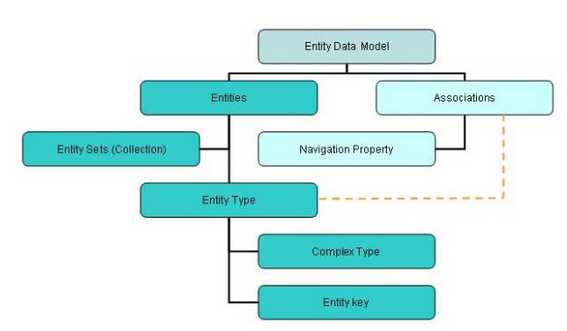 Entity Data Model
Entities
Associations
Entity Sets (Collection)
Navigation Property
Entity Type
Complex Type
Entity key